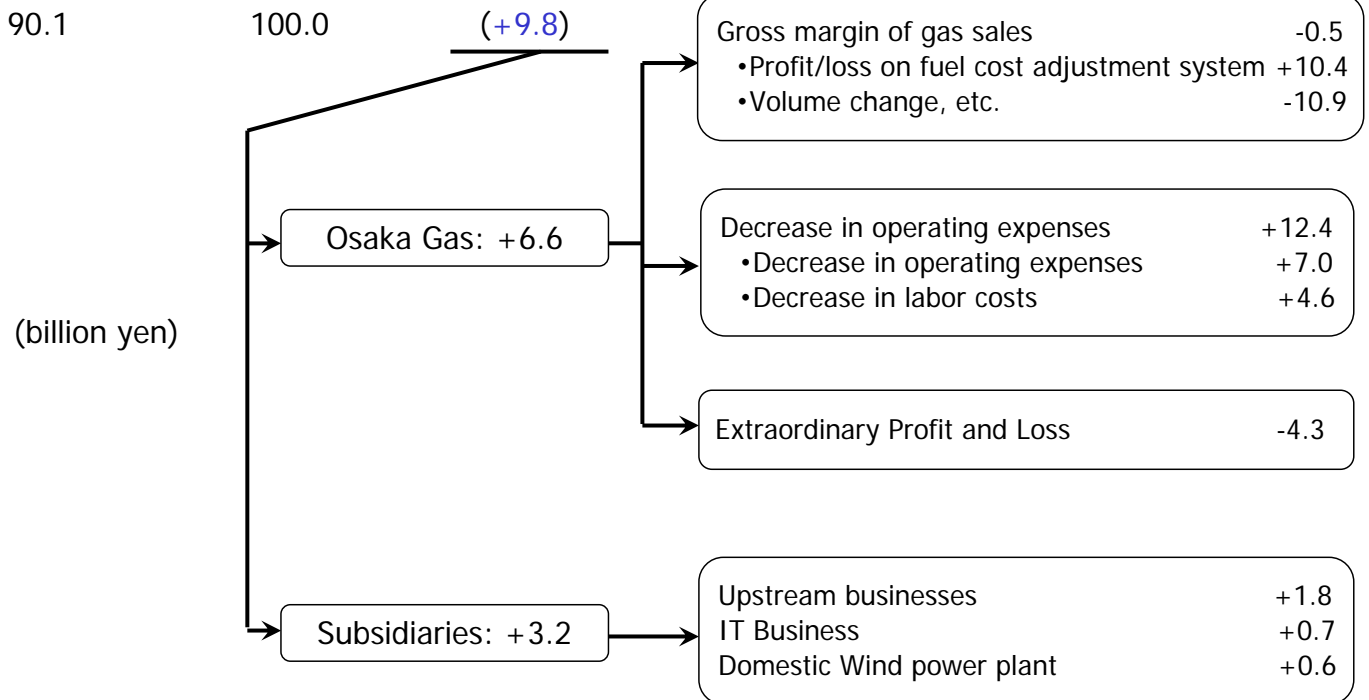 90.1 100.0 (+9.8)
Gross margin of gas sales -0.5
•Profit/loss on fuel cost adjustment system +10.4
•Volume change, etc. -10.9
Osaka Gas: +6.6
Decrease in operating expenses +12.4
•Decrease in operating expenses +7.0
•Decrease in labor costs +4.6
(billion yen)
Extraordinary Profit and Loss -4.3
Subsidiaries: +3.2
Upstream businesses +1.8
IT Business +0.7
Domestic Wind power plant +0.6